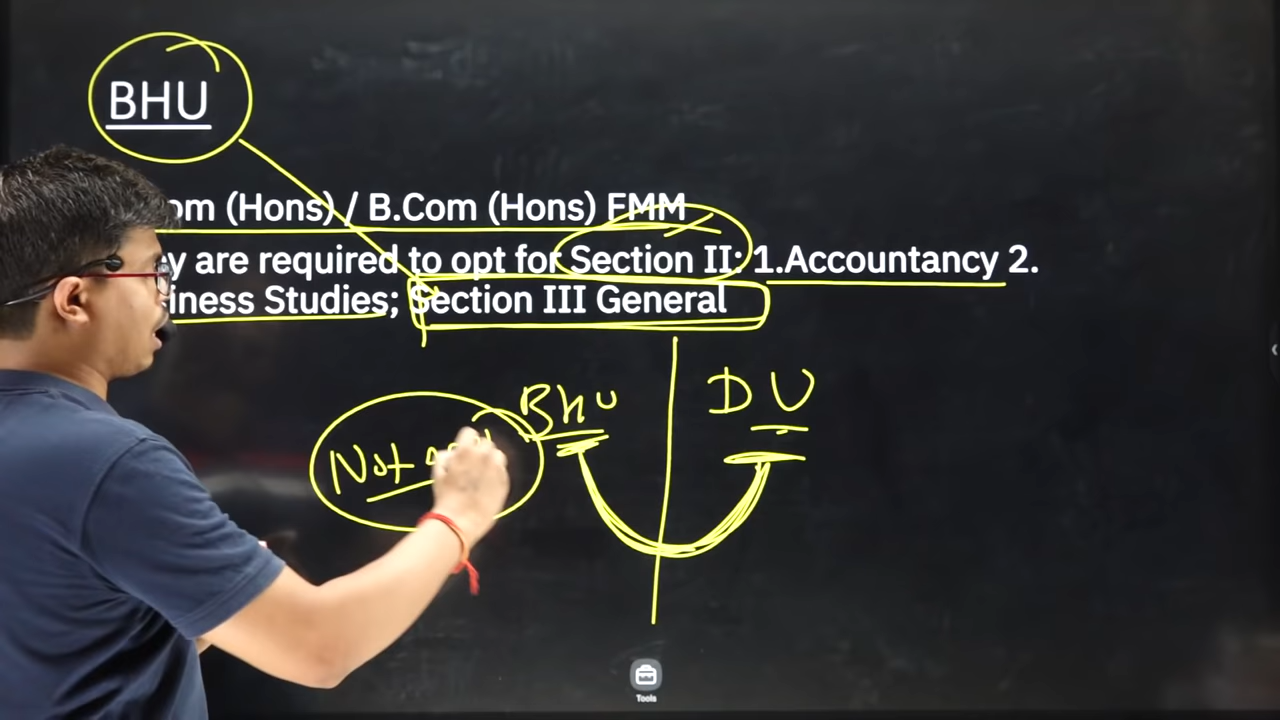 BHU
om (Hons) / B.Com (Hons) FMM
y are required to opt for Section II: 1.Accountancy 2.
iness Studies; Section III General
BhU
DU
Not
Tools